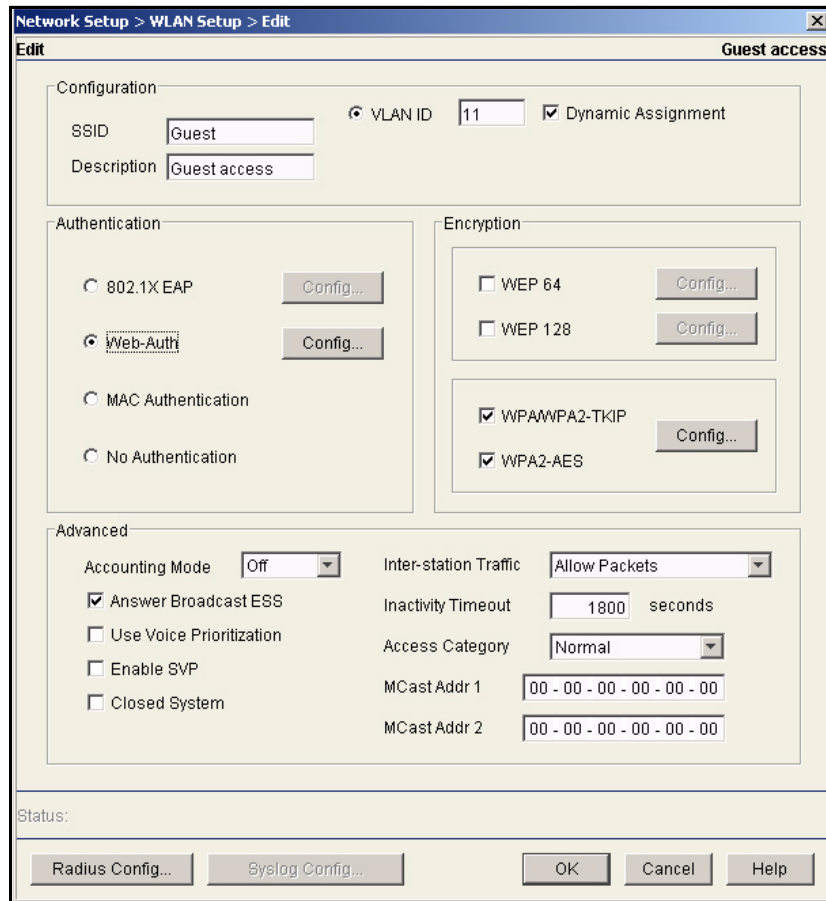 Network Setup > WLAN Setup > Edit
Edit Guest access
Configuration
VLAN ID 11 Dynamic Assignment
SSID Guest
Description Guest access
Authentication
802.1X EAP Config...
Web-Auth Config...
MAC Authentication
No Authentication
Encryption
WEP 64 Config...
WEP 128 Config...
WPA/WPA2-TKIP
Config...
WPA2-AES
Advanced
Accounting Mode Off
Answer Broadcast ESS
Use Voice Prioritization
Enable SVP
Closed System
Inter-station Traffic Allow Packets
Inactivity Timeout 1800 seconds
Access Category Normal
MCast Addr 1 00 - 00 - 00 - 00 - 00 - 00
MCast Addr 2 00 - 00 - 00 - 00 - 00 - 00
Status:
Radius Config... Syslog Config... OK Cancel Help